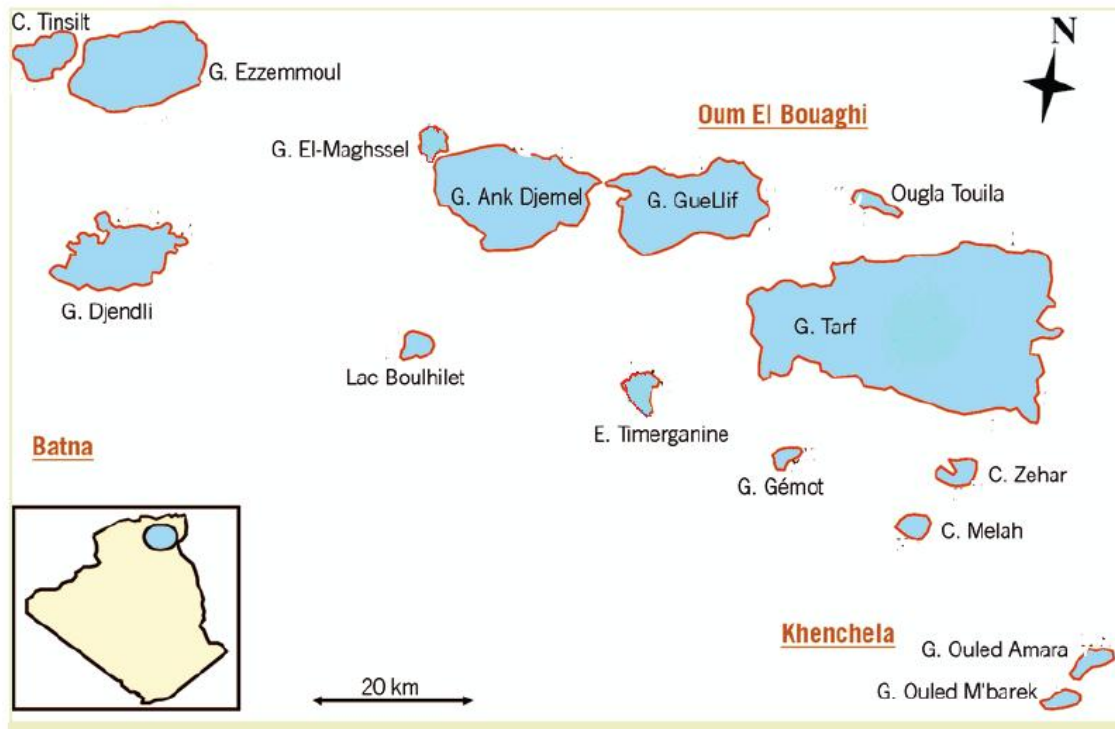 C. Tinsilt
G. Ezzemmoul
N
Oum El Bouaghi
G. El-Maghssel
G. Ank Djemel
G. GueLlif
Ougla Touila
G. Djendli
G. Tarf
Lac Boulhilet
E. Timerganine
Batna
G. Gémot
C. Zehar
C. Melah
Khenchela
G. Ouled Amara
20 km
G. Ouled M'barek